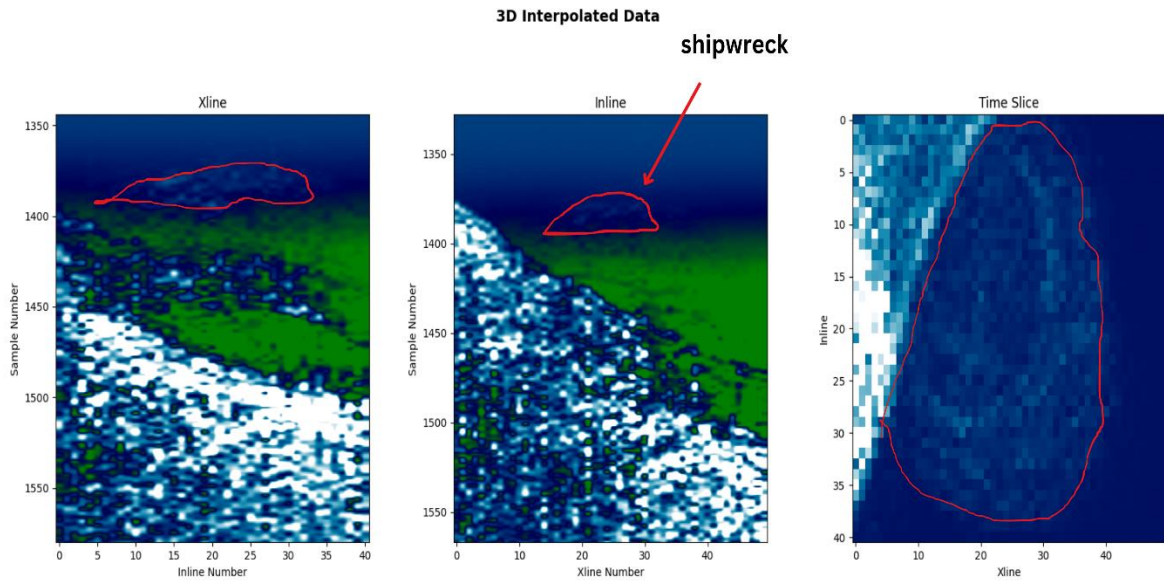 3D Interpolated Data
shipwreck
Xline
1350
1400
1450
1500
1550
Sample Number
0 5 10 15 20 25 30 35 40
Inline Number
Inline
1350
1400
1450
1500
1550
Sample Number
0 10 20 30 40
Xline Number
Time Slice
0
5
10
15
20
25
30
35
40
Inline
0 10 20 30 40
Xline